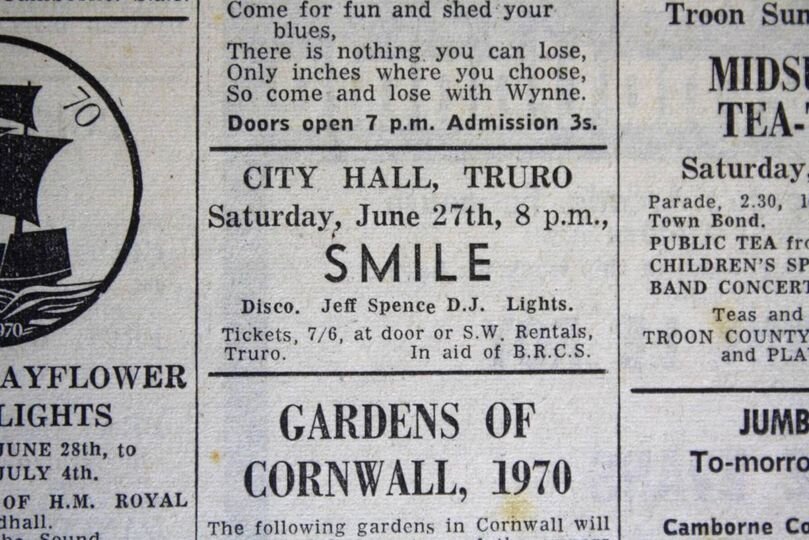 Come for fun and shed your
blues,
There is nothing you can lose,
Only inches where you choose,
So come and lose with Wynne.
Doors open 7 p.m. Admission 3s.
CITY HALL, TRURO
Saturday, June 27th, 8 p.m.,
SMILE
Disco. Jeff Spence D.J. Lights.
Tickets, 7/6, at door or S.W. Rentals,
Truro. In aid of B.R.C.S.
GARDENS OF
CORNWALL, 1970
The following gardens in Cornwall will
70
1970
AYFLOWER
LIGHTS
JUNE 28th, to
JULY 4th.
OF H.M. ROYAL
dhall.
Sound
Troon Sun
MIDS
TEA-
Saturday,
Parade, 2.30,
Town Bond.
PUBLIC TEA fro
CHILDREN'S SP
BAND CONCERT
Teas and
TROON COUNTY
and PLA
JUMB
To-morro
Camborne Co